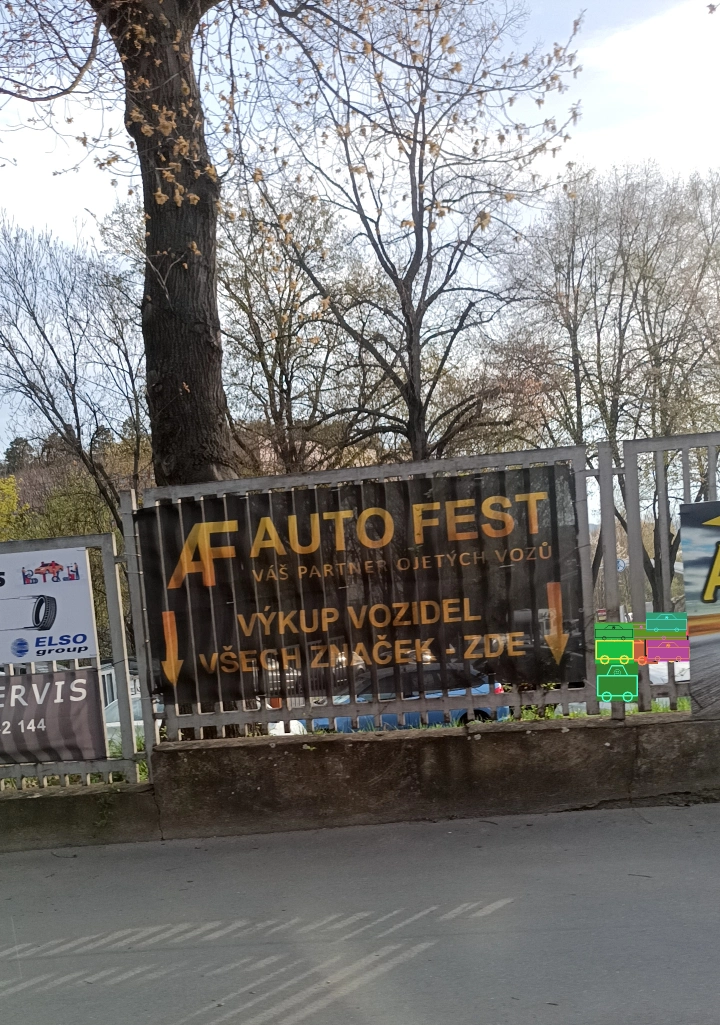 AF AUTO FEST
VÁŠ PARTNER OJETÝCH VOZŮ
VÝKUP VOZIDEL
VŠECH ZNAČEK - ZDE
ELSO
group
ERVIS
2 144